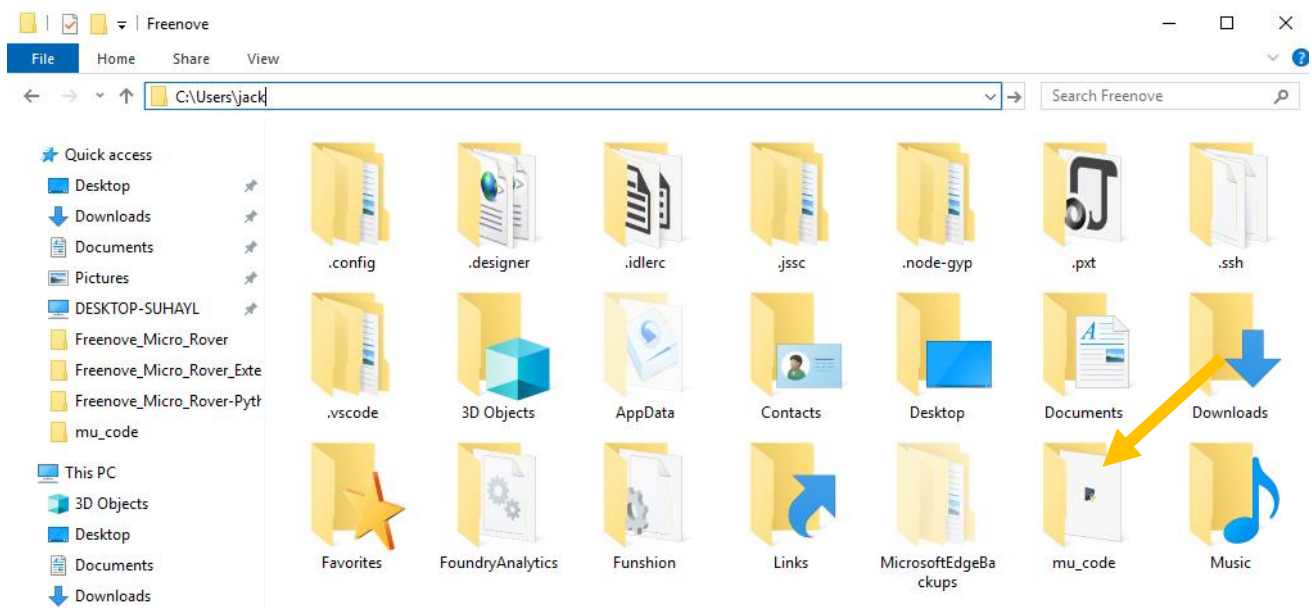 Freenove
File Home Share View
C:\Users\jack
Search Freenove
Quick access
Desktop
Downloads
Documents
Pictures
DESKTOP-SUHAYL
Freenove_Micro_Rover
Freenove_Micro_Rover_Exte
Freenove_Micro_Rover-Pyth
mu_code
This PC
3D Objects
Desktop
Documents
Downloads
.config .designer .idlerc .jssc .node-gyp .pxt .ssh
.vscode 3D Objects AppData Contacts Desktop Documents Downloads
Favorites FoundryAnalytics Funshion Links MicrosoftEdgeBa mu_code Music
ckups